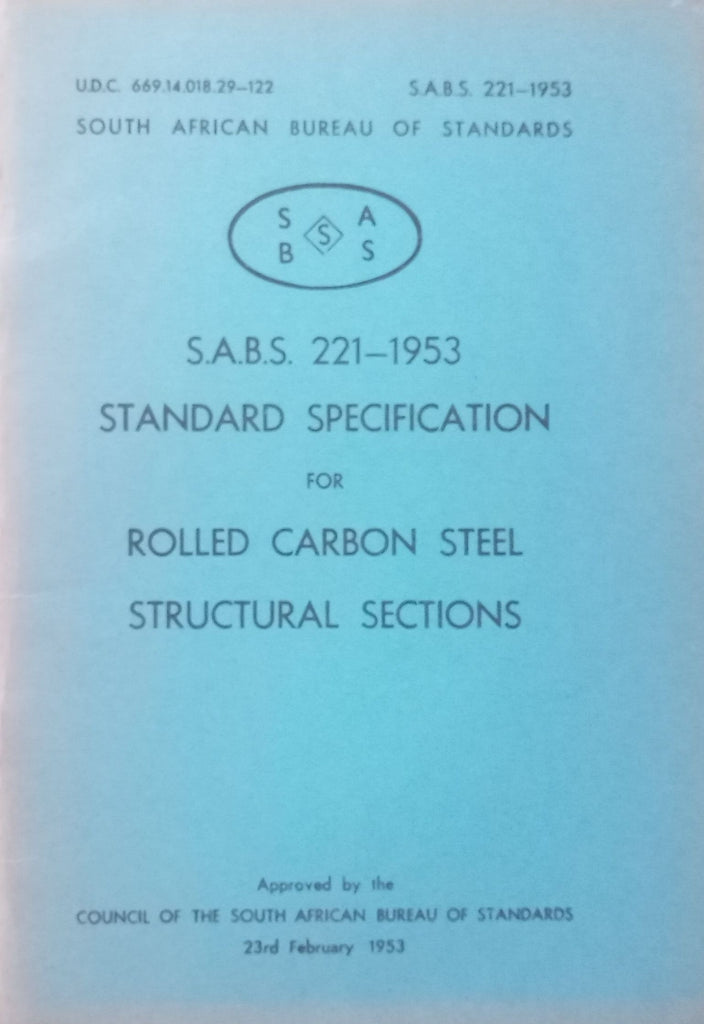 U.D.C. 669.14.018.29—122 S.A.B.S. 221—1953
SOUTH AFRICAN BUREAU OF STANDARDS
S A
S
B S
S.A.B.S. 221—1953
STANDARD SPECIFICATION
FOR
ROLLED CARBON STEEL
STRUCTURAL SECTIONS
Approved by the
COUNCIL OF THE SOUTH AFRICAN BUREAU OF STANDARDS
23rd February 1953